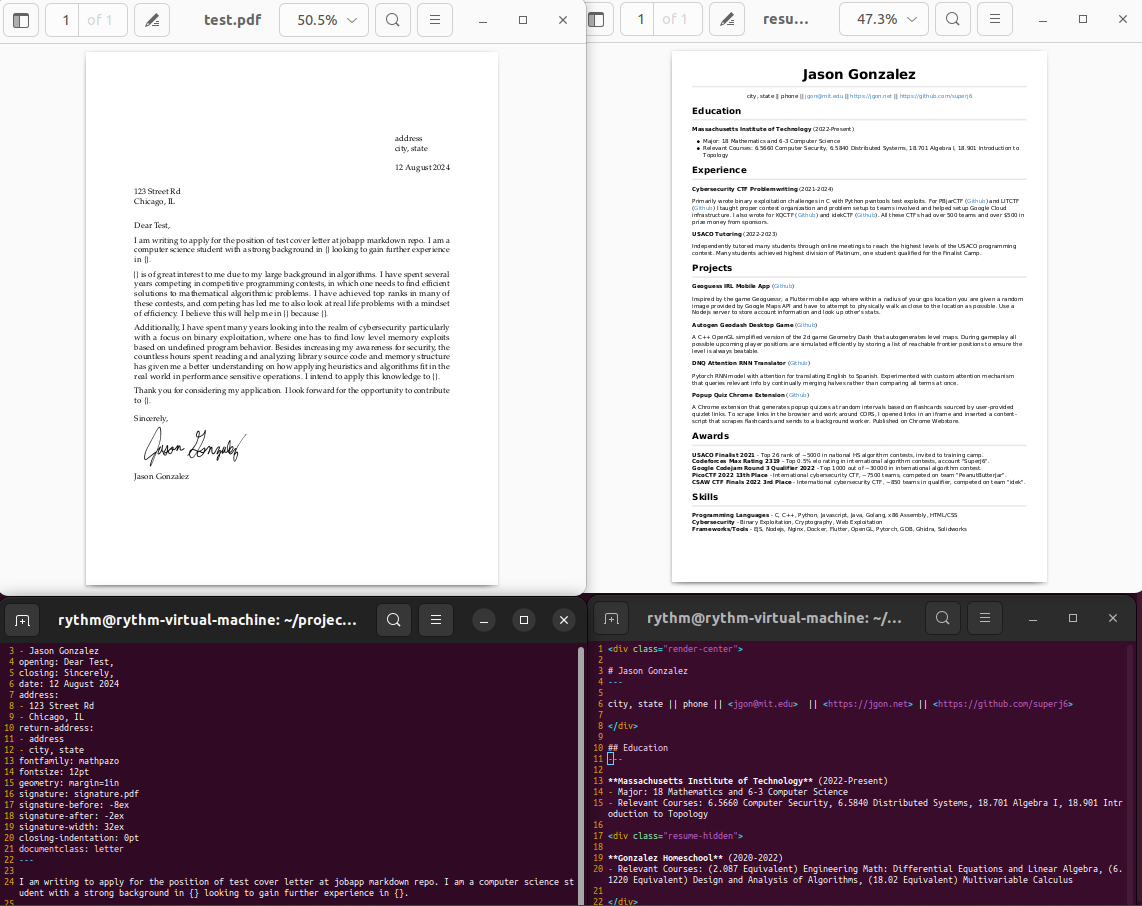 1 of 1
test.pdf
50.5%
address
city, state
12 August 2024
123 Street Rd
Chicago, IL
Dear Test,
I am writing to apply for the position of test cover letter at jobapp markdown repo. I am a
computer science student with a strong background in {} looking to gain further experience
in {}.
{} is of great interest to me due to my large background in algorithms. I have spent several
years competing in competitive programming contests, in which one needs to find efficient
solutions to mathematical algorithmic problems. I have achieved top ranks in many of
these contests, and competing has led me to also look at real life problems with a mindset
of efficiency. I believe this will help me in {} because {}.
Additionally, I have spent many years looking into the realm of cybersecurity particularly
with a focus on binary exploitation, where one has to find low level memory exploits
based on undefined program behavior. Besides increasing my awareness for security, the
countless hours spent reading and analyzing library source code and memory structure
has given me a better understanding on how applying heuristics and algorithms fit in the
real world in performance sensitive operations. I intend to apply this knowledge to {}.
Thank you for considering my application. I look forward for the opportunity to contribute
to {}.
Sincerely,
Jason Gonzalez
Jason Gonzalez
1 of 1
resu...
47.3%
Jason Gonzalez
city, state || phone || jgon@mit.edu || https://jgon.net || https://github.com/superj6
Education
Massachusetts Institute of Technology (2022-Present)
• Major: 18 Mathematics and 6-3 Computer Science
• Relevant Courses: 6.5660 Computer Security, 6.5840 Distributed Systems, 18.701 Algebra I, 18.901 Introduction to
Topology
Experience
Cybersecurity CTF Problemwriting (2021-2024)
Primarily wrote binary exploitation challenges in C with Python pwntools test exploits. For PBjarCTF (Github) and LITCTF
(Github) I taught proper contest organization and problem setup to teams involved and helped setup Google Cloud
infrastructure. I also wrote for KQCTF (Github) and idekCTF (Github). All these CTFs had over 500 teams and over $500 in
prize money from sponsors.
USACO Tutoring (2022-2023)
Independently tutored many students through online meetings to reach the highest levels of the USACO programming
contest. Many students achieved highest division of Platinum, one student qualified for the Finalist Camp.
Projects
Geoguess IRL Mobile App (Github)
Inspired by the game Geoguessr, a Flutter mobile app where within a radius of your gps location you are given a random
image provided by Google Maps API and have to attempt to physically walk as close to the location as possible. Use a
Nodejs server to store account information and look up other's stats.
Autogen Geodash Desktop Game (Github)
A C++ OpenGL simplified version of the 2d game Geometry Dash that autogenerates level maps. During gameplay all
possible upcoming player positions are simulated efficiently by storing a list of reachable frontier positions to ensure the
level is always beatable.
DNQ Attention RNN Translator (Github)
Pytorch RNN model with attention for translating English to Spanish. Experimented with custom attention mechanism
that queries relevant info by continually merging halves rather than comparing all terms at once.
Popup Quiz Chrome Extension (Github)
A Chrome extension that generates popup quizzes at random intervals based on flashcards sourced by user-provided
quizlet links. To scrape links in the browser and work around CORS, I opened links in an iframe and inserted a content-
script that scrapes flashcards and sends to a background worker. Published on Chrome Webstore.
Awards
USACO Finalist 2021 - Top 26 rank of ~5000 in national HS algorithm contests, invited to training camp.
Codeforces Max Rating 2319 - Top 0.5% elo rating in international algorithm contests, account "Superj6".
Google Codejam Round 3 Qualifier 2022 - Top 1000 out of ~30000 in international algorithm contest.
PicoCTF 2022 13th Place - International cybersecurity CTF, ~7500 teams, competed on team "PeanutButterJar".
CSAW CTF Finals 2022 3rd Place - International cybersecurity CTF, ~850 teams in qualifier, competed on team "idek".
Skills
Programming Languages - C, C++, Python, Javascript, Java, Golang, x86 Assembly, HTML/CSS
Cybersecurity - Binary Exploitation, Cryptography, Web Exploitation
Frameworks/Tools - EJS, Nodejs, Nginx, Docker, Flutter, OpenGL, Pytorch, GDB, Ghidra, Solidworks
rythm@rythm-virtual-machine: ~/projec...
3 - Jason Gonzalez
4 opening: Dear Test,
5 closing: Sincerely,
6 date: 12 August 2024
7 address:
8 - 123 Street Rd
9 - Chicago, IL
10 return-address:
11 - address
12 - city, state
13 fontfamily: mathpazo
14 fontsize: 12pt
15 geometry: margin=1in
16 signature: signature.pdf
17 signature-before: -8ex
18 signature-after: -2ex
19 signature-width: 32ex
20 closing-indentation: 0pt
21 documentclass: letter
22 ---
23
24 I am writing to apply for the position of test cover letter at jobapp markdown repo. I am a computer science st
udent with a strong background in {} looking to gain further experience in {}.
25
rythm@rythm-virtual-machine: ~/...
1 <div class="render-center">
2
3 # Jason Gonzalez
4 ---
5
6 city, state || phone || <jgon@mit.edu>  || <https://jgon.net> || <https://github.com/superj6>
7
8 </div>
9
10 ## Education
11 ---
12
13 **Massachusetts Institute of Technology** (2022-Present)
14 - Major: 18 Mathematics and 6-3 Computer Science
15 - Relevant Courses: 6.5660 Computer Security, 6.5840 Distributed Systems, 18.701 Algebra I, 18.901 Intr
oduction to Topology
16
17 <div class="resume-hidden">
18
19 **Gonzalez Homeschool** (2020-2022)
20 - Relevant Courses: (2.087 Equivalent) Engineering Math: Differential Equations and Linear Algebra, (6.
1220 Equivalent) Design and Analysis of Algorithms, (18.02 Equivalent) Multivariable Calculus
21
22 </div>